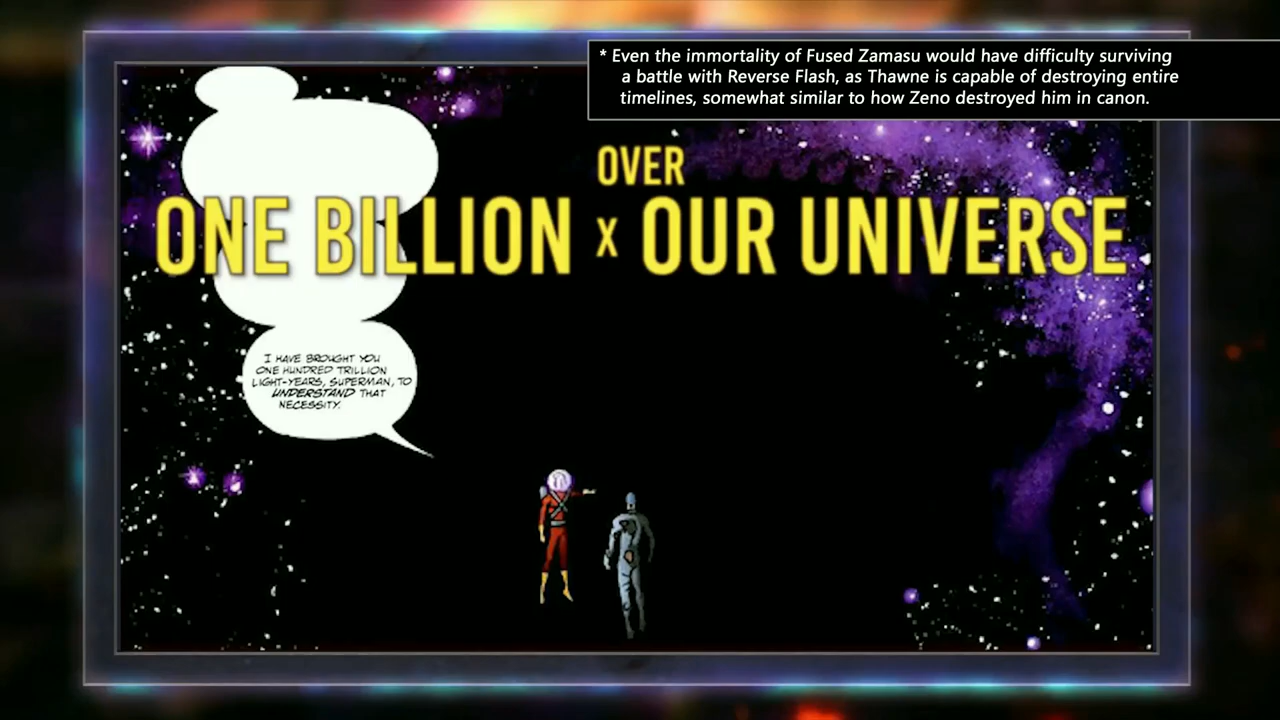 * Even the immortality of Fused Zamasu would have difficulty surviving
a battle with Reverse Flash, as Thawne is capable of destroying entire
timelines, somewhat similar to how Zeno destroyed him in canon.
OVER
ONE BILLION x OUR UNIVERSE
I HAVE BROUGHT YOU
ONE HUNDRED TRILLION
LIGHT-YEARS, SUPERMAN, TO
UNDERSTAND THAT
NECESSITY.